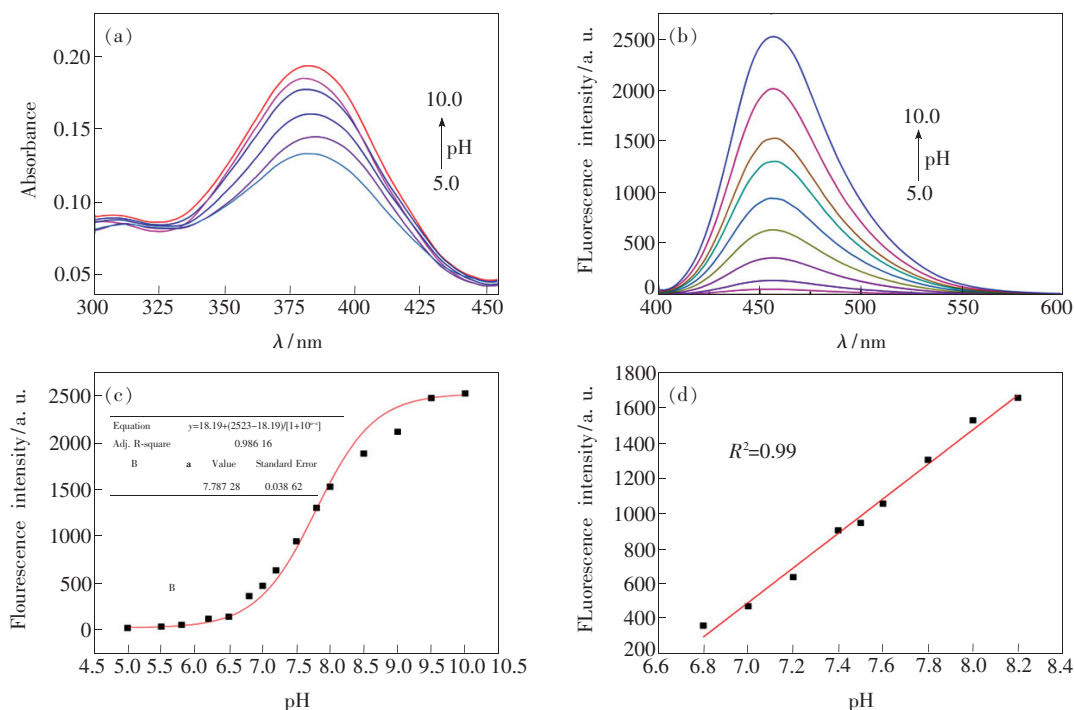 (a)
0.20
0.15
0.10
0.05
Absorbance
10.0
pH
5.0
300 325 350 375 400 425 450
λ/nm
(b)
2500
2000
1500
1000
500
0
FLuorescence intensity/a. u.
10.0
pH
5.0
400 450 500 550 600
λ/nm
(c)
2500
2000
1500
1000
500
0
Flourescence intensity/a. u.
Equation
Adj. R-square 0.986 16
B a Value Standard Error
7.787 28 0.038 62
B
4.5 5.0 5.5 6.0 6.5 7.0 7.5 8.0 8.5 9.0 9.5 10.0 10.5
pH
(d)
1800
1600
1400
1200
1000
800
600
400
200
FLuorescence intensity/a. u.
R²=0.99
6.6 6.8 7.0 7.2 7.4 7.6 7.8 8.0 8.2 8.4
pH